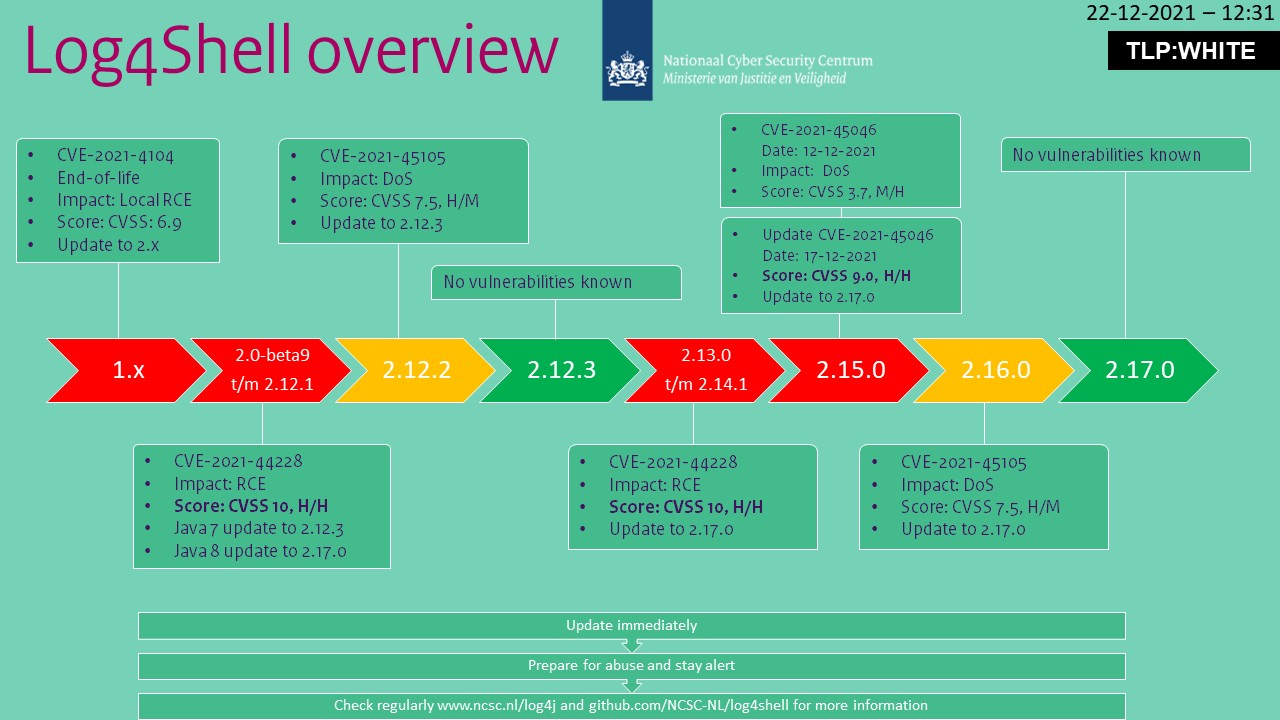 Log4Shell overview
Nationaal Cyber Security Centrum
Ministerie van Justitie en Veiligheid
22-12-2021 – 12:31
TLP:WHITE
• CVE-2021-4104
• End-of-life
• Impact: Local RCE
• Score: CVSS: 6.9
• Update to 2.x
• CVE-2021-45105
• Impact: DoS
• Score: CVSS 7.5, H/M
• Update to 2.12.3
No vulnerabilities known
• CVE-2021-45046
Date: 12-12-2021
• Impact: DoS
• Score: CVSS 3.7, M/H
• Update CVE-2021-45046
Date: 17-12-2021
• Score: CVSS 9.0, H/H
• Update to 2.17.0
No vulnerabilities known
1.x
2.0-beta9
t/m 2.12.1
2.12.2
2.12.3
2.13.0
t/m 2.14.1
2.15.0
2.16.0
2.17.0
• CVE-2021-44228
• Impact: RCE
• Score: CVSS 10, H/H
• Java 7 update to 2.12.3
• Java 8 update to 2.17.0
• CVE-2021-44228
• Impact: RCE
• Score: CVSS 10, H/H
• Update to 2.17.0
• CVE-2021-45105
• Impact: DoS
• Score: CVSS 7.5, H/M
• Update to 2.17.0
Update immediately
Prepare for abuse and stay alert
Check regularly www.ncsc.nl/log4j and github.com/NCSC-NL/log4shell for more information